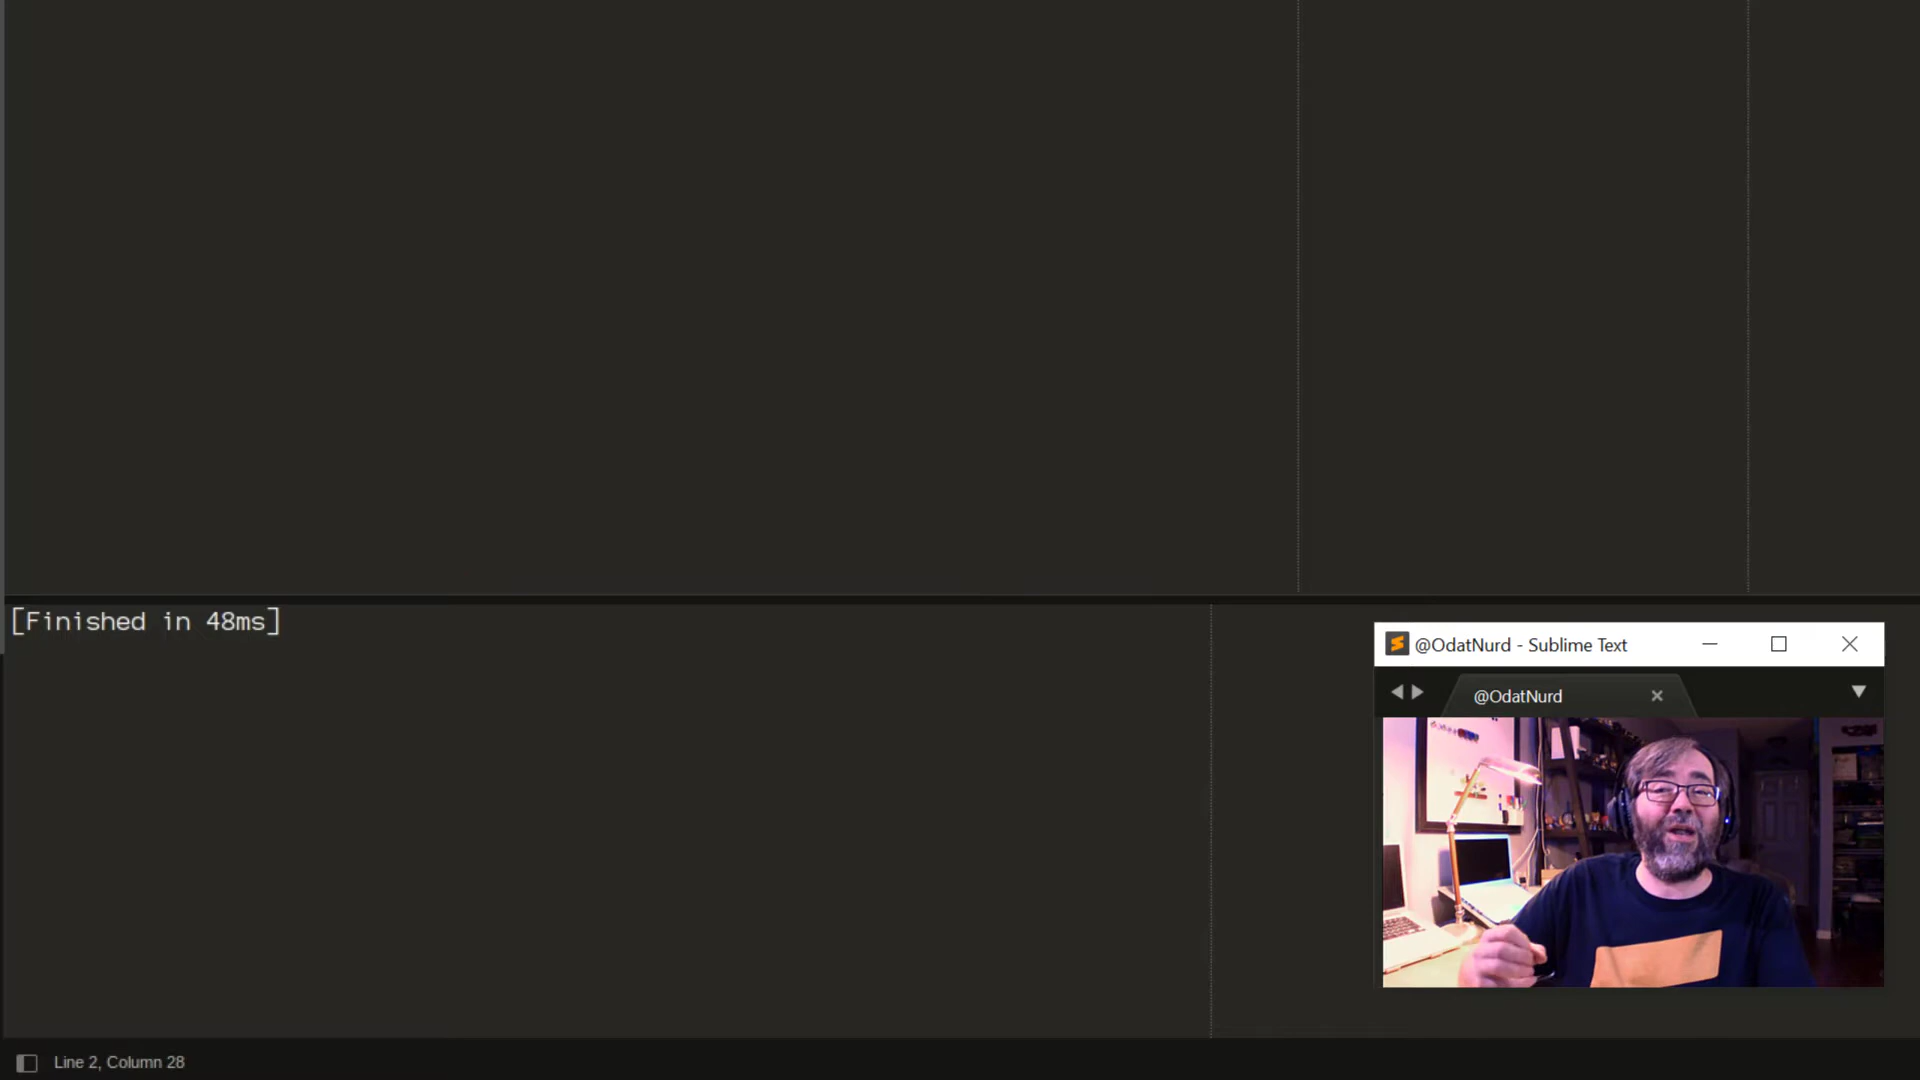 [Finished in 48ms]
@OdatNurd - Sublime Text
@OdatNurd
Line 2, Column 28